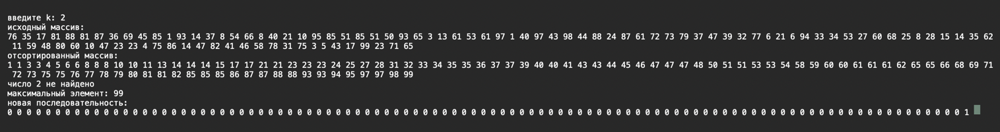 введите k: 2
исходный массив:
76 35 17 81 88 81 87 36 69 45 85 1 93 14 37 8 54 66 8 40 21 10 95 85 51 85 51 50 93 65 3 13 61 53 61 97 1 40 97 43 98 44 88 24 87 61 72 73 79 37 47 39 32 77 6 21 6 94 33 34 53 27 60 68 25 8 28 15 14 35 62
11 59 48 80 60 10 47 23 23 4 75 86 14 47 82 41 46 58 78 31 75 3 5 43 17 99 23 71 65
отсортированный массив:
1 1 3 3 4 5 6 6 8 8 8 10 10 11 13 14 14 14 15 17 17 21 21 23 23 23 24 25 27 28 31 32 33 34 35 35 36 37 37 39 40 40 41 43 43 44 45 46 47 47 47 48 50 51 51 53 53 54 58 59 60 60 61 61 61 62 65 65 66 68 69 71
72 73 75 75 76 77 78 79 80 81 81 82 85 85 85 86 87 87 88 88 93 93 94 95 97 97 98 99
число 2 не найдено
максимальный элемент: 99
новая последовательность:
0 0 0 0 0 0 0 0 0 0 0 0 0 0 0 0 0 0 0 0 0 0 0 0 0 0 0 0 0 0 0 0 0 0 0 0 0 0 0 0 0 0 0 0 0 0 0 0 0 0 0 0 0 0 0 0 0 0 0 0 0 0 0 0 0 0 0 0 0 0 0 0 0 0 0 0 0 0 0 0 0 0 0 0 0 0 0 0 0 0 0 0 0 0 0 0 0 0 0 1